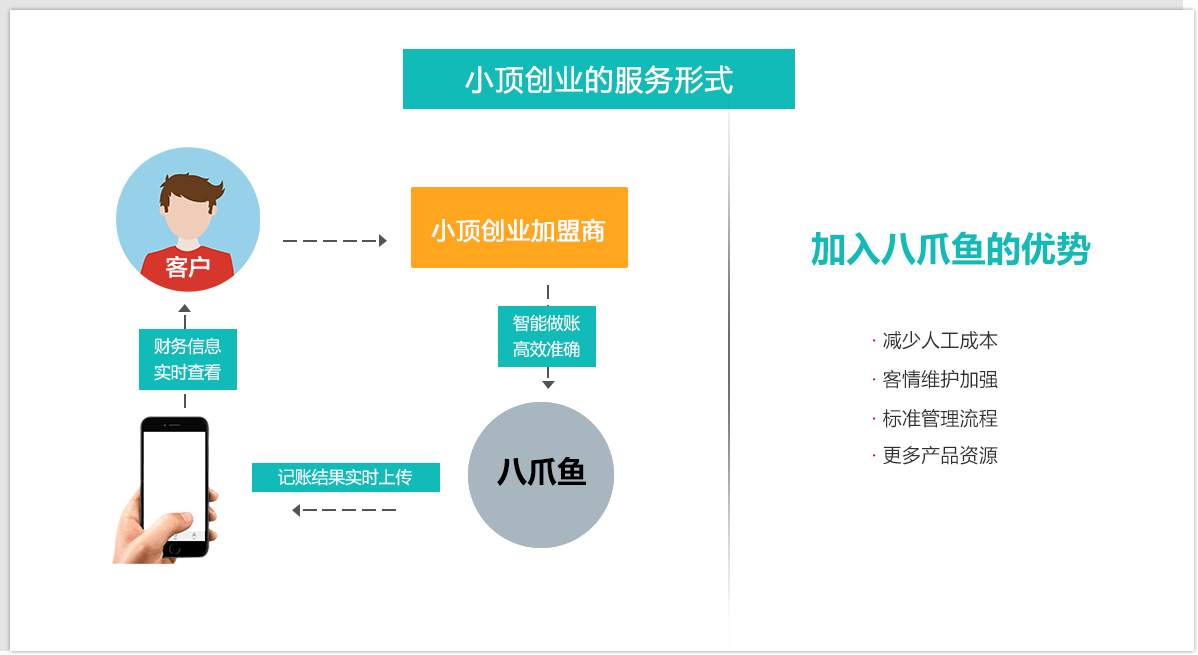 小顶创业的服务形式
客户
小顶创业加盟商
智能做账
高效准确
八爪鱼
记账结果实时上传
财务信息
实时查看
加入八爪鱼的优势
· 减少人工成本
· 客情维护加强
· 标准管理流程
· 更多产品资源